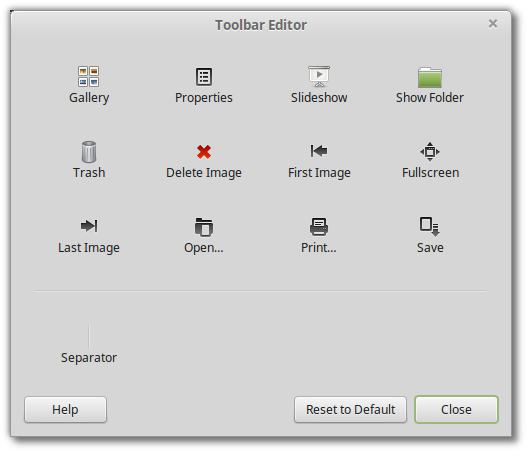 Toolbar Editor
Gallery
Properties
Slideshow
Show Folder
Trash
Delete Image
First Image
Fullscreen
Last Image
Open...
Print...
Save
Separator
Help
Reset to Default
Close